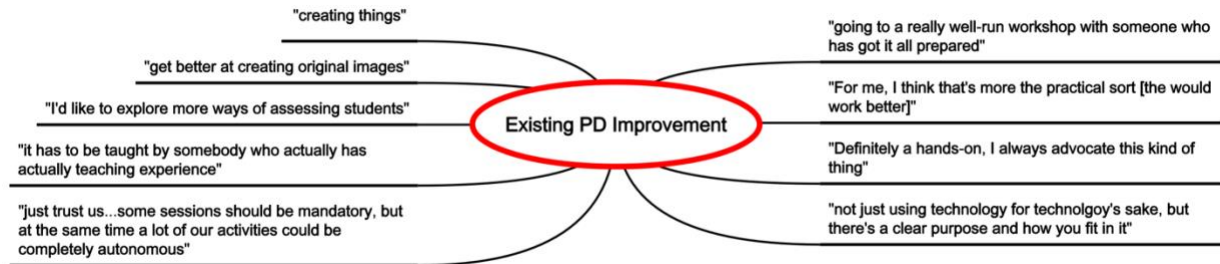 "creating things"
"get better at creating original images"
"I'd like to explore more ways of assessing students"
"it has to be taught by somebody who actually has
actually teaching experience"
"just trust us...some sessions should be mandatory, but
at the same time a lot of our activities could be
completely autonomous"
Existing PD Improvement
"going to a really well-run workshop with someone who
has got it all prepared"
"For me, I think that's more the practical sort [the would
work better]"
"Definitely a hands-on, I always advocate this kind of
thing"
"not just using technology for technolgoy's sake, but
there's a clear purpose and how you fit in it"